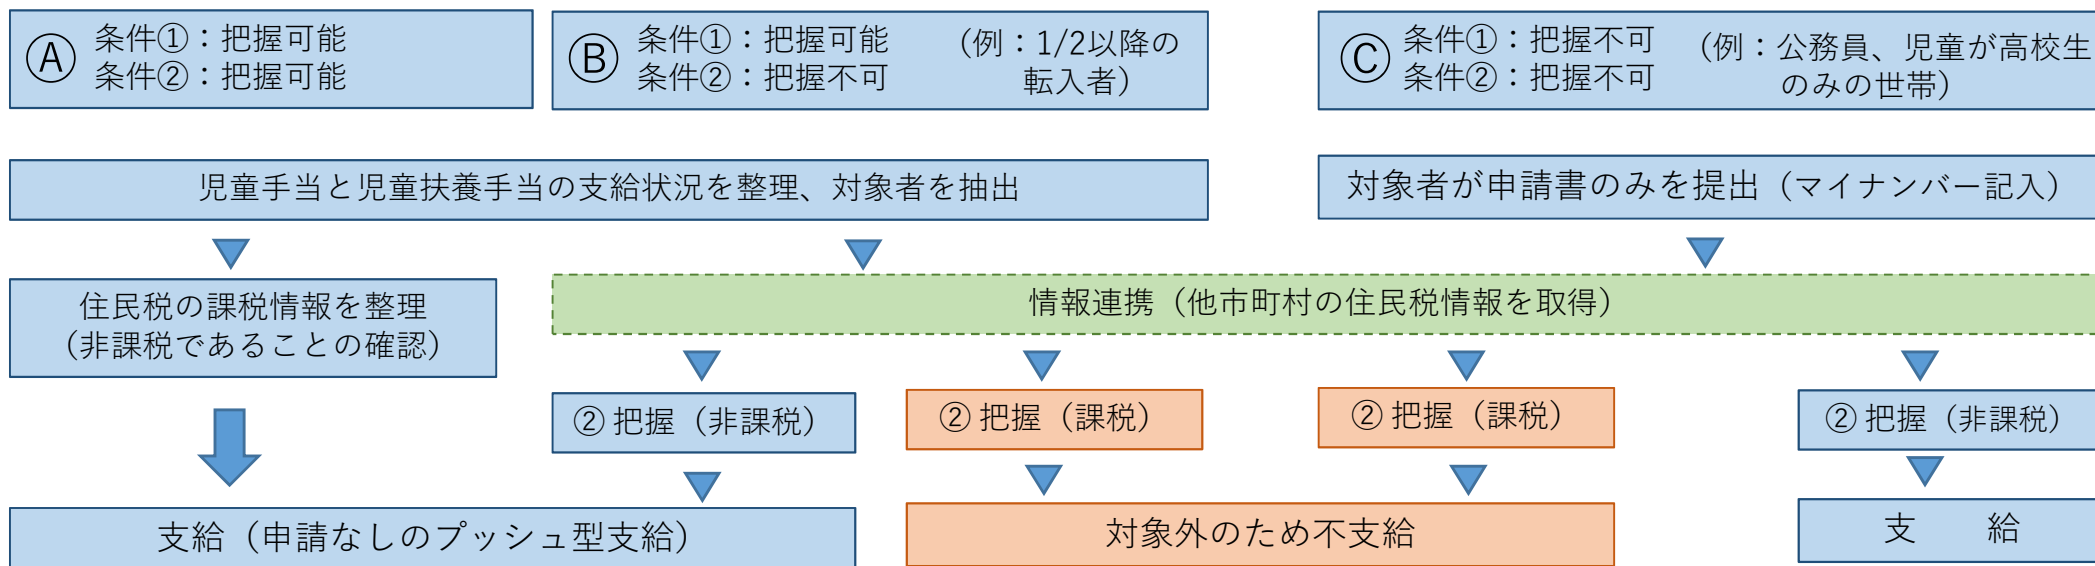 Ⓐ 条件①：把握可能
条件②：把握可能
Ⓑ 条件①：把握可能 （例：1/2以降の
条件②：把握不可 転入者）
Ⓒ 条件①：把握不可 （例：公務員、児童が高校生
条件②：把握不可 のみの世帯）
児童手当と児童扶養手当の支給状況を整理、対象者を抽出
対象者が申請書のみを提出（マイナンバー記入）
住民税の課税情報を整理
（非課税であることの確認）
情報連携（他市町村の住民税情報を取得）
② 把握（非課税）
② 把握（課税）
② 把握（課税）
② 把握（非課税）
支給（申請なしのプッシュ型支給）
対象外のため不支給
支　　給